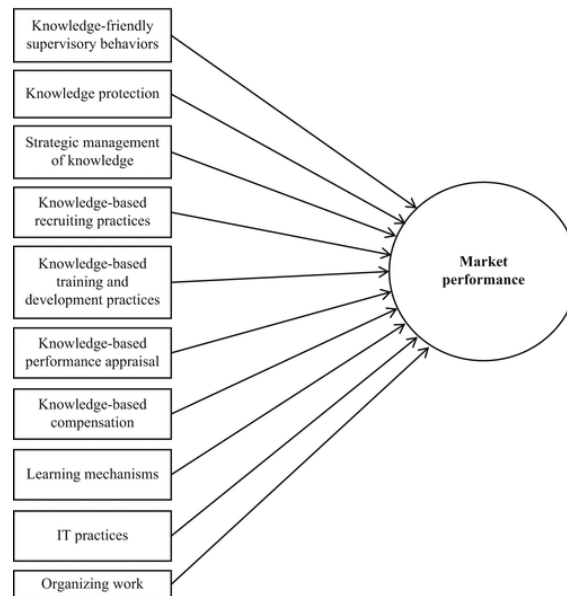 Knowledge-friendly
supervisory behaviors
Knowledge protection
Strategic management
of knowledge
Knowledge-based
recruiting practices
Knowledge-based
training and
development practices
Knowledge-based
performance appraisal
Knowledge-based
compensation
Learning mechanisms
IT practices
Organizing work
Market
performance